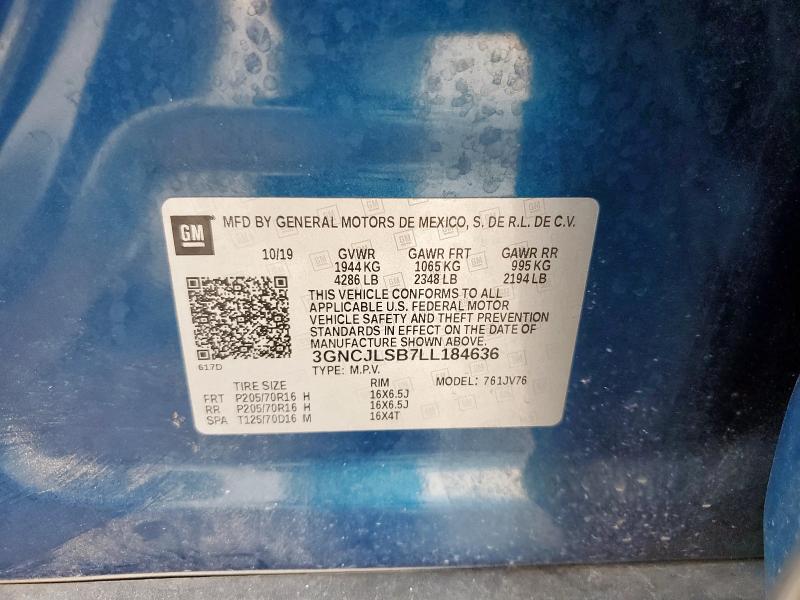 GM MFD BY GENERAL MOTORS DE MEXICO, S. DE R.L. DE C.V.
10/19 GVWR GAWR FRT GAWR RR
1944 KG 1065 KG 995 KG
4286 LB 2348 LB 2194 LB
THIS VEHICLE CONFORMS TO ALL
APPLICABLE U.S. FEDERAL MOTOR
VEHICLE SAFETY AND THEFT PREVENTION
STANDARDS IN EFFECT ON THE DATE OF
MANUFACTURE SHOWN ABOVE.
3GNCJLSB7LL184636
617D
TYPE: M.P.V. MODEL: 761JV76
TIRE SIZE RIM
FRT P205/70R16 H 16X6.5J
RR P205/70R16 H 16X6.5J
SPA T125/70D16 M 16X4T